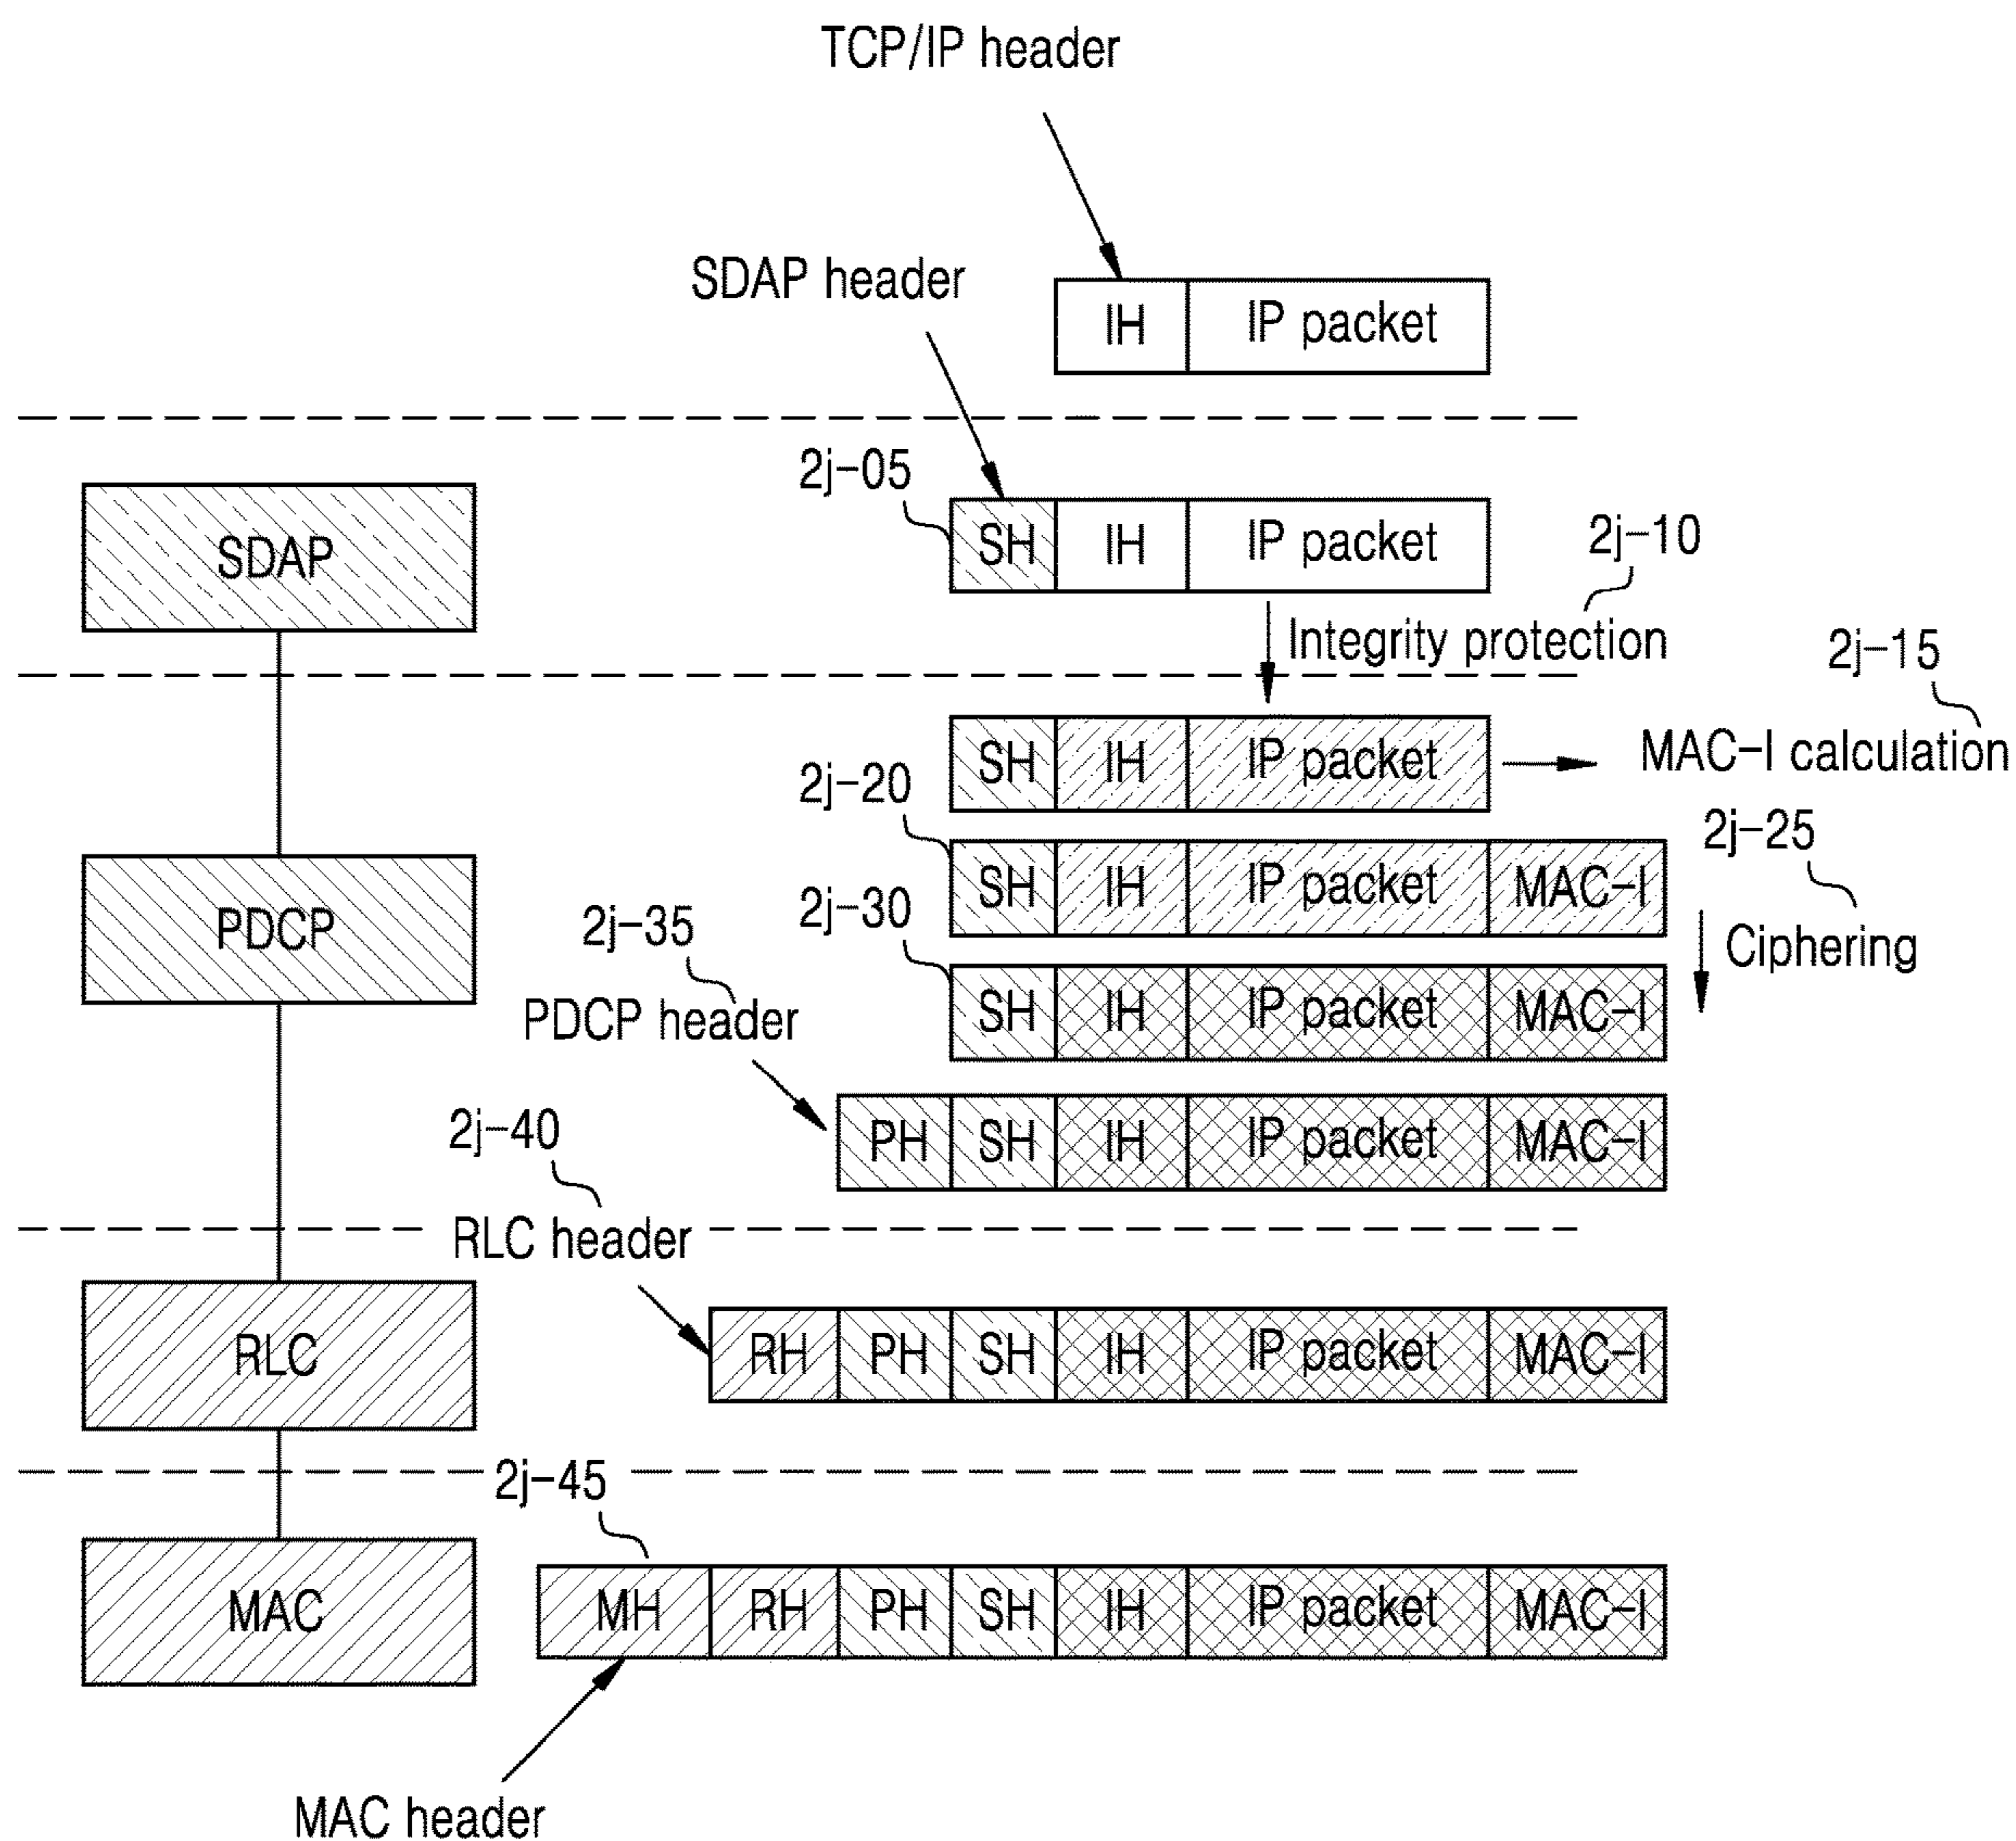 TCP/IP header
SDAP header
IH IP packet
2j-05
SDAP
SH IH IP packet
2j-10
Integrity protection
2j-15
SH IH IP packet
MAC-I calculation
2j-20
SH IH IP packet MAC-I
2j-25
PDCP
2j-30
Ciphering
2j-35
SH IH IP packet MAC-I
PDCP header
PH SH IH IP packet MAC-I
2j-40
RLC header
RLC
RH PH SH IH IP packet MAC-I
2j-45
MAC
MH RH PH SH IH IP packet MAC-I
MAC header